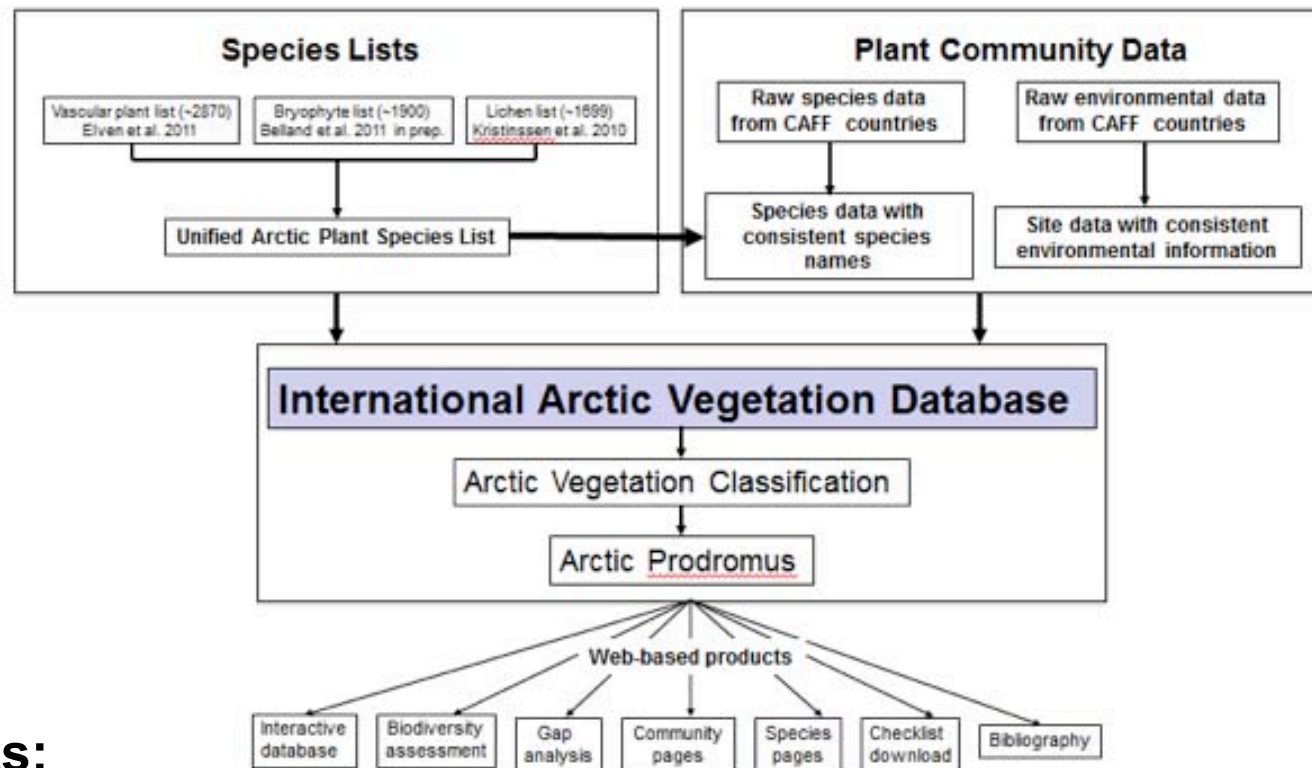 Species Lists
Vascular plant list (~2870)
Elven et al. 2011
Bryophyte list (~1900)
Belland et al. 2011 in prep.
Lichen list (~1699)
Kristinssen et al. 2010
Unified Arctic Plant Species List
Plant Community Data
Raw species data
from CAFF countries
Raw environmental data
from CAFF countries
Species data with
consistent species
names
Site data with consistent
environmental information
International Arctic Vegetation Database
Arctic Vegetation Classification
Arctic Prodromus
Web-based products
Interactive
database
Biodiversity
assessment
Gap
analysis
Community
pages
Species
pages
Checklist
download
Bibliography